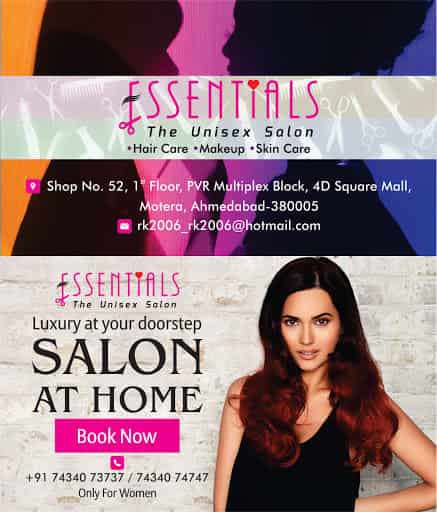 ESSENTIALS
The Unisex Salon
•Hair Care •Makeup •Skin Care
Shop No. 52, 1st Floor, PVR Multiplex Block, 4D Square Mall,
Motera, Ahmedabad-380005
rk2006_rk2006@hotmail.com
ESSENTIALS
The Unisex Salon
Luxury at your doorstep
SALON
AT HOME
Book Now
+91 74340 73737 / 74340 74747
Only For Women